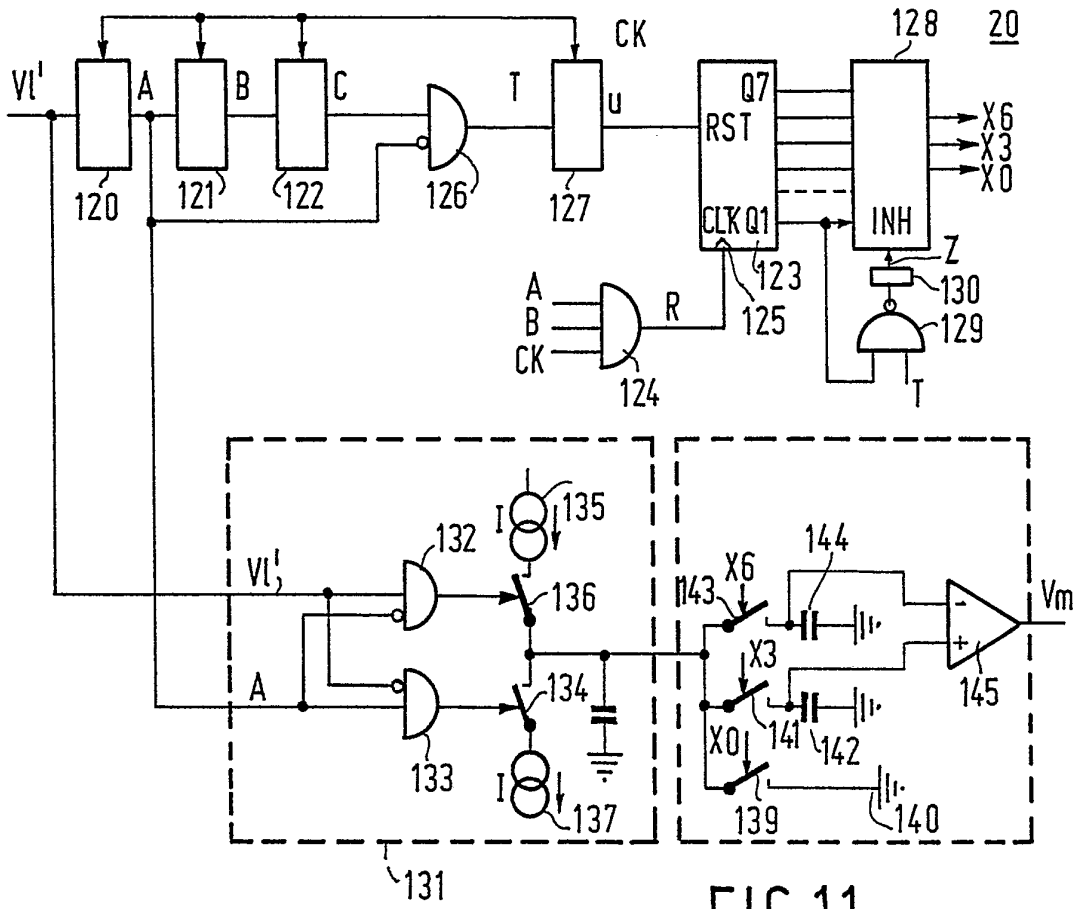 CK
20
128
Vl'
A
B
C
T
u
Q7
RST
X6
X3
X0
120
121
122
126
127
CLK
Q1
INH
123
Z
130
A
B
CK
R
125
129
124
T
135
I
132
144
Vl'
136
X6
143
Vm
A
134
X3
145
133
141
142
X0
I
137
139
140
131
FIG.11